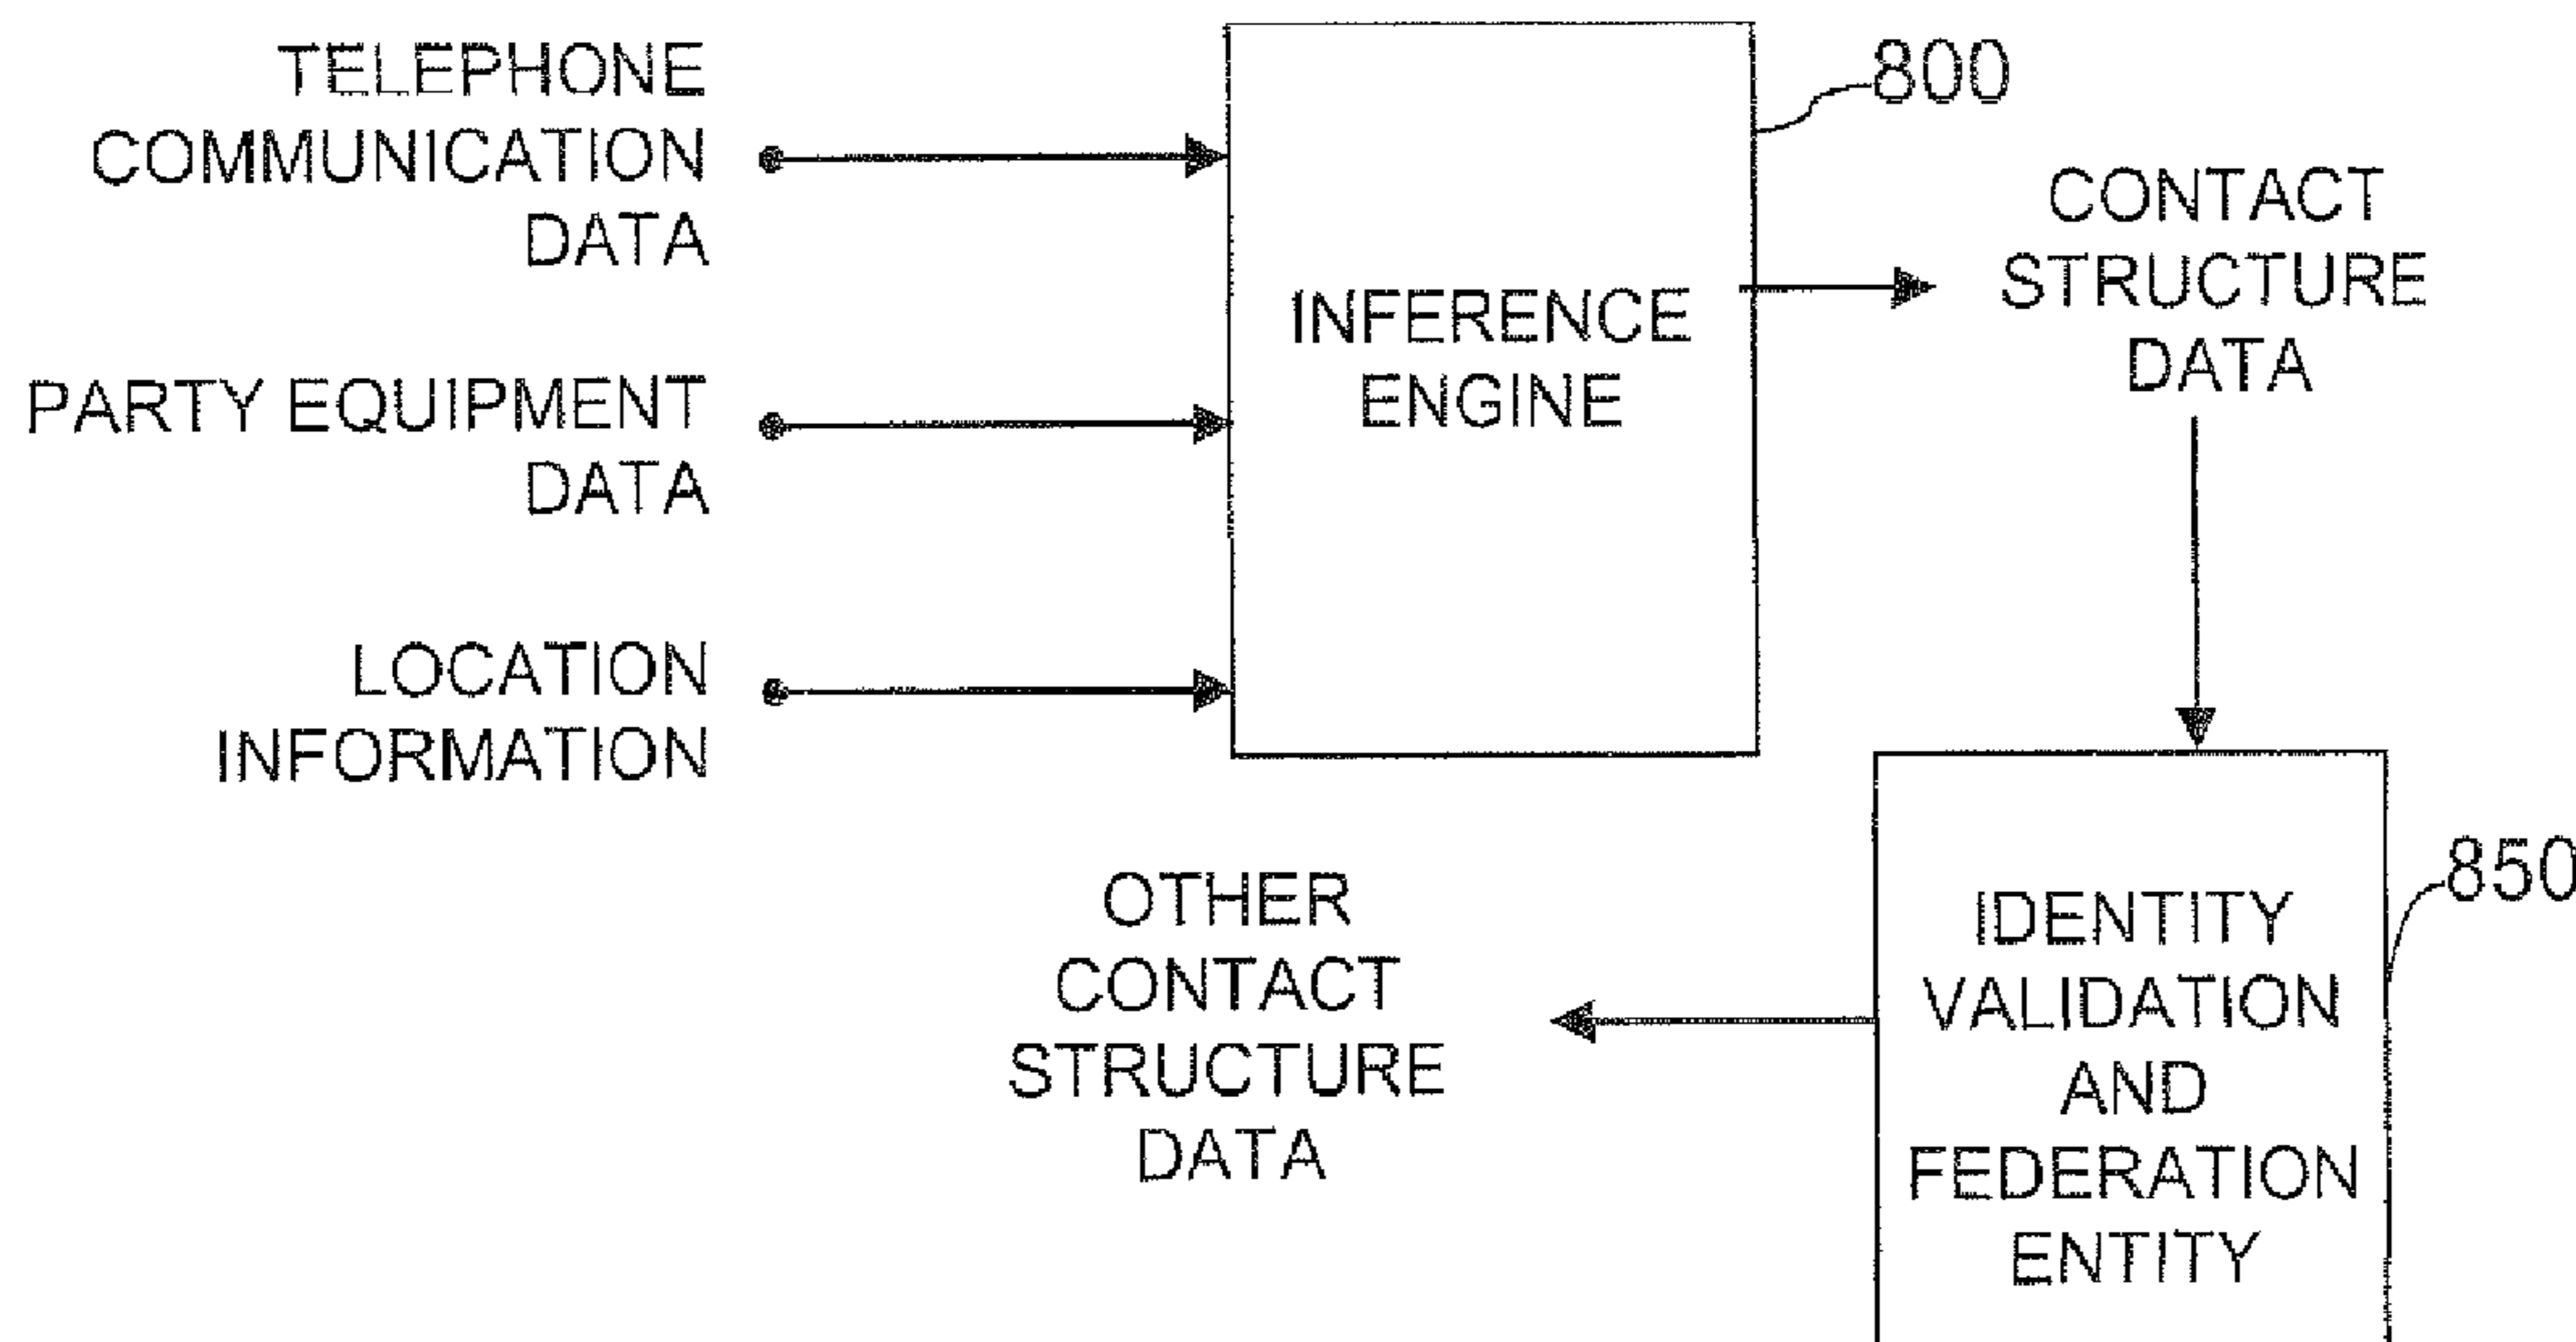 TELEPHONE
COMMUNICATION
DATA
800
CONTACT
STRUCTURE
DATA
INFERENCE
ENGINE
PARTY EQUIPMENT
DATA
LOCATION
INFORMATION
OTHER
CONTACT
STRUCTURE
DATA
850
IDENTITY
VALIDATION
AND
FEDERATION
ENTITY